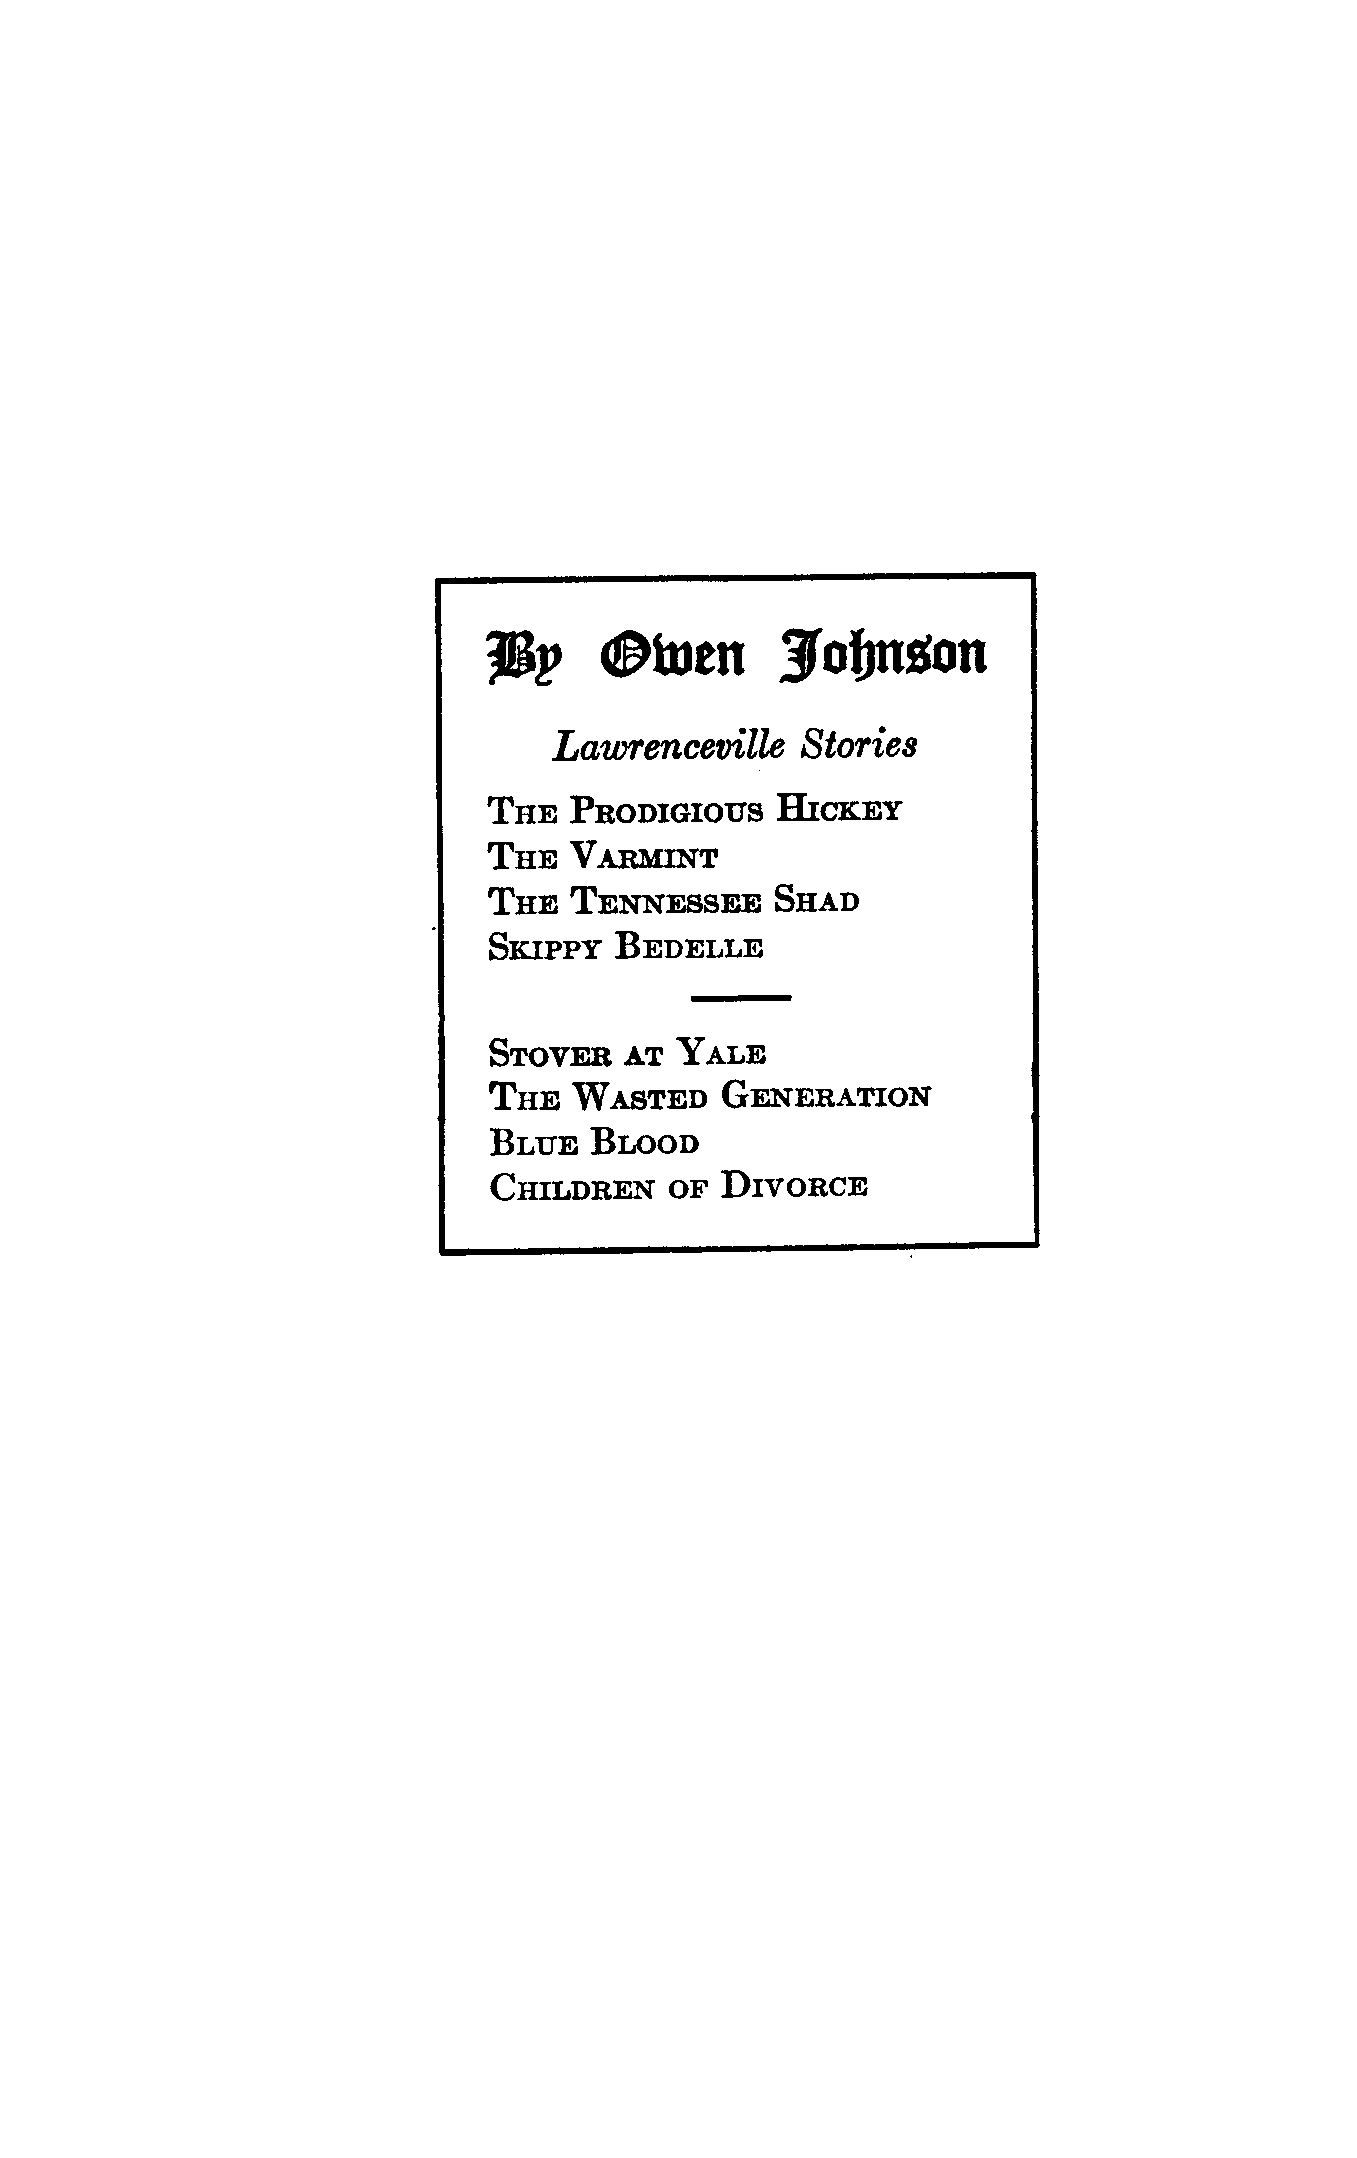 By Owen Johnson
Lawrenceville Stories
THE PRODIGIOUS HICKEY
THE VARMINT
THE TENNESSEE SHAD
SKIPPY BEDELLE
STOVER AT YALE
THE WASTED GENERATION
BLUE BLOOD
CHILDREN OF DIVORCE